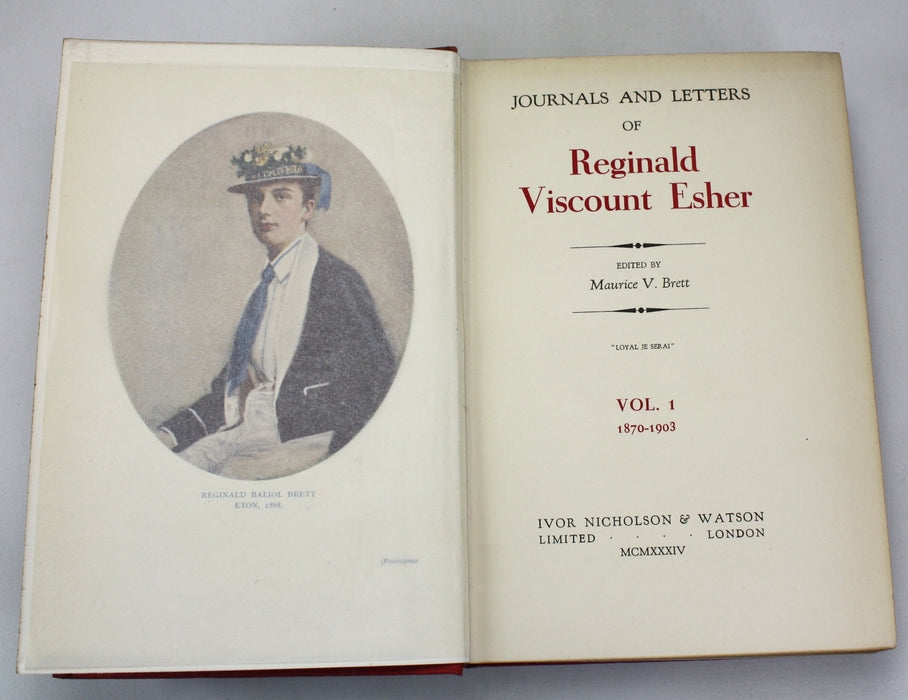 REGINALD BALIOL BRETT
ETON, 1868.
[Frontispiece
JOURNALS AND LETTERS
OF
Reginald
Viscount Esher
EDITED BY
Maurice V. Brett
"LOYAL JE SERAI"
VOL. 1
1870-1903
IVOR NICHOLSON & WATSON
LIMITED · · · · LONDON
MCMXXXIV